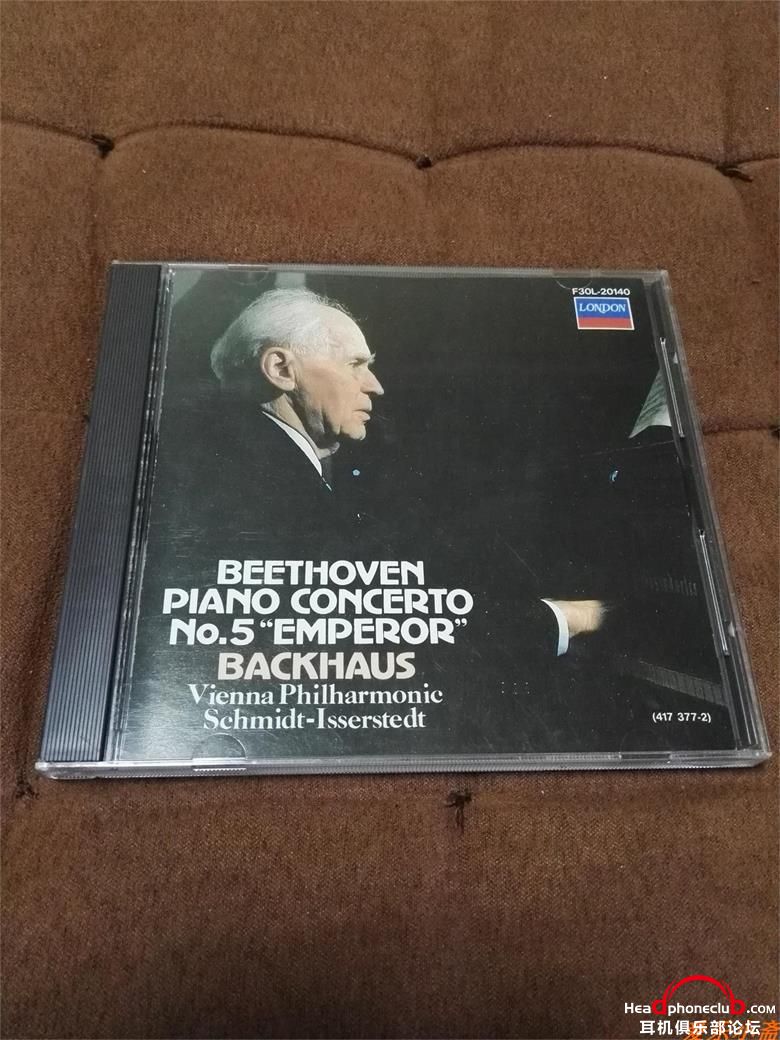 F30L-20140
LONDON
BEETHOVEN
PIANO CONCERTO
No.5 “EMPEROR”
BACKHAUS
Vienna Philharmonic
Schmidt-Isserstedt
(417 377-2)
Headphoneclub.COM
耳机俱乐部论坛